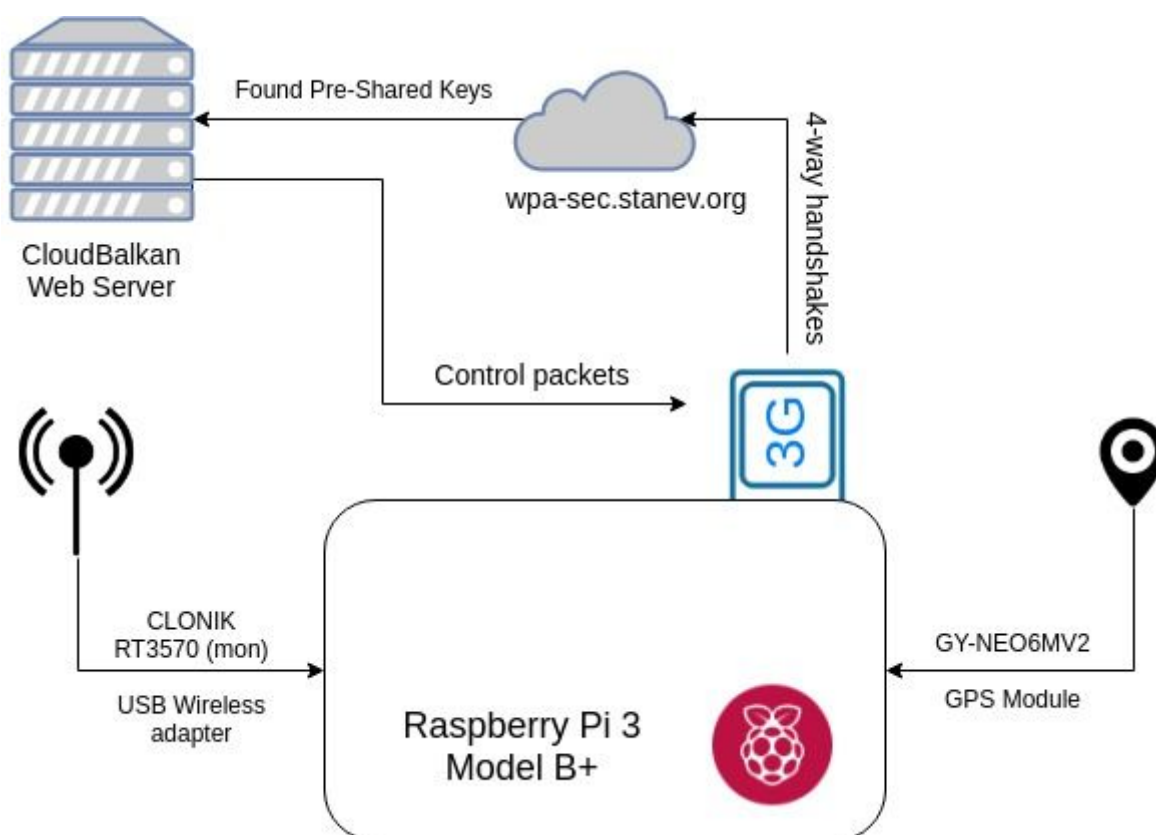 Found Pre-Shared Keys
wpa-sec.stanev.org
4-way handshakes
CloudBalkan
Web Server
Control packets
3G
CLONIK
RT3570 (mon)
USB Wireless
adapter
GY-NEO6MV2
GPS Module
Raspberry Pi 3
Model B+